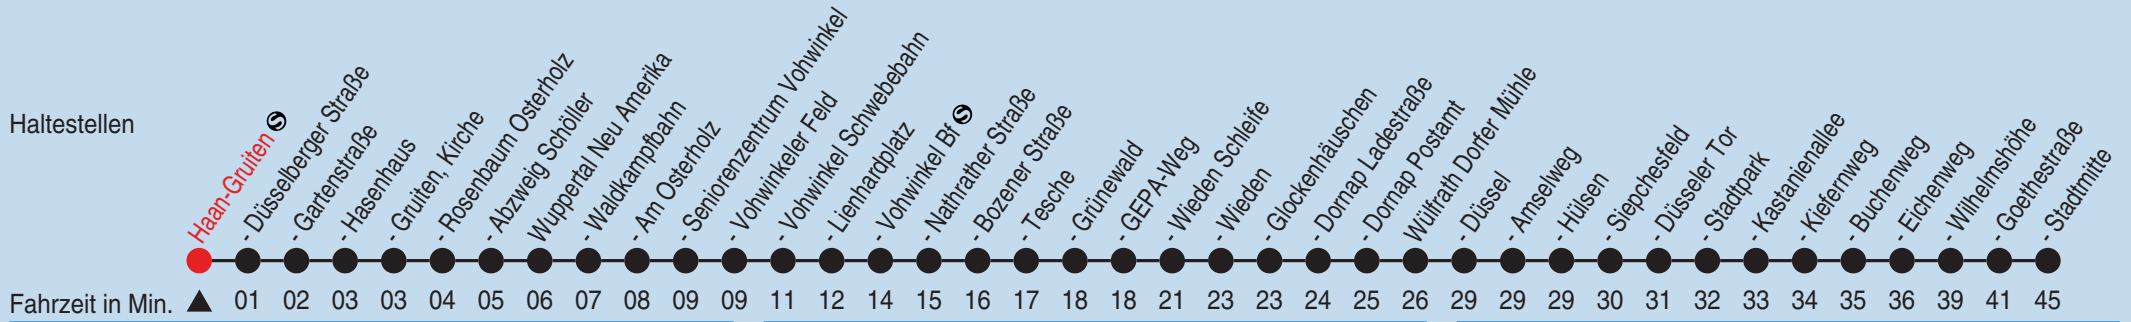 Haltestellen
Haan-Gruiten S
- Düsselberger Straße
- Gartenstraße
- Hasenhaus
- Gruiten, Kirche
- Rosenbaum Osterholz
- Abzweig Schöller
Wuppertal Neu Amerika
- Waldkampfbahn
- Am Osterholz
- Seniorenzentrum Vohwinkel
- Vohwinkeler Feld
- Vohwinkel Schwebebahn
- Lienhardplatz
- Vohwinkel Bf S
- Nathrather Straße
- Bozener Straße
- Tesche
- Grünewald
- GEPA-Weg
- Wieden Schleife
- Wieden
- Glockenhäuschen
- Dornap Ladestraße
- Dornap Postamt
Wülfrath Dorfer Mühle
- Düssel
- Amselweg
- Hülsen
- Siepchesfeld
- Düsseler Tor
- Stadtpark
- Kastanienallee
- Kiefernweg
- Buchenweg
- Eichenweg
- Wilhelmshöhe
- Goethestraße
- Stadtmitte
Fahrzeit in Min. ▲ 01 02 03 03 04 05 06 07 08 09 09 11 12 14 15 16 17 18 18 21 23 23 24 25 26 29 29 29 30 31 32 33 34 35 36 39 41 45